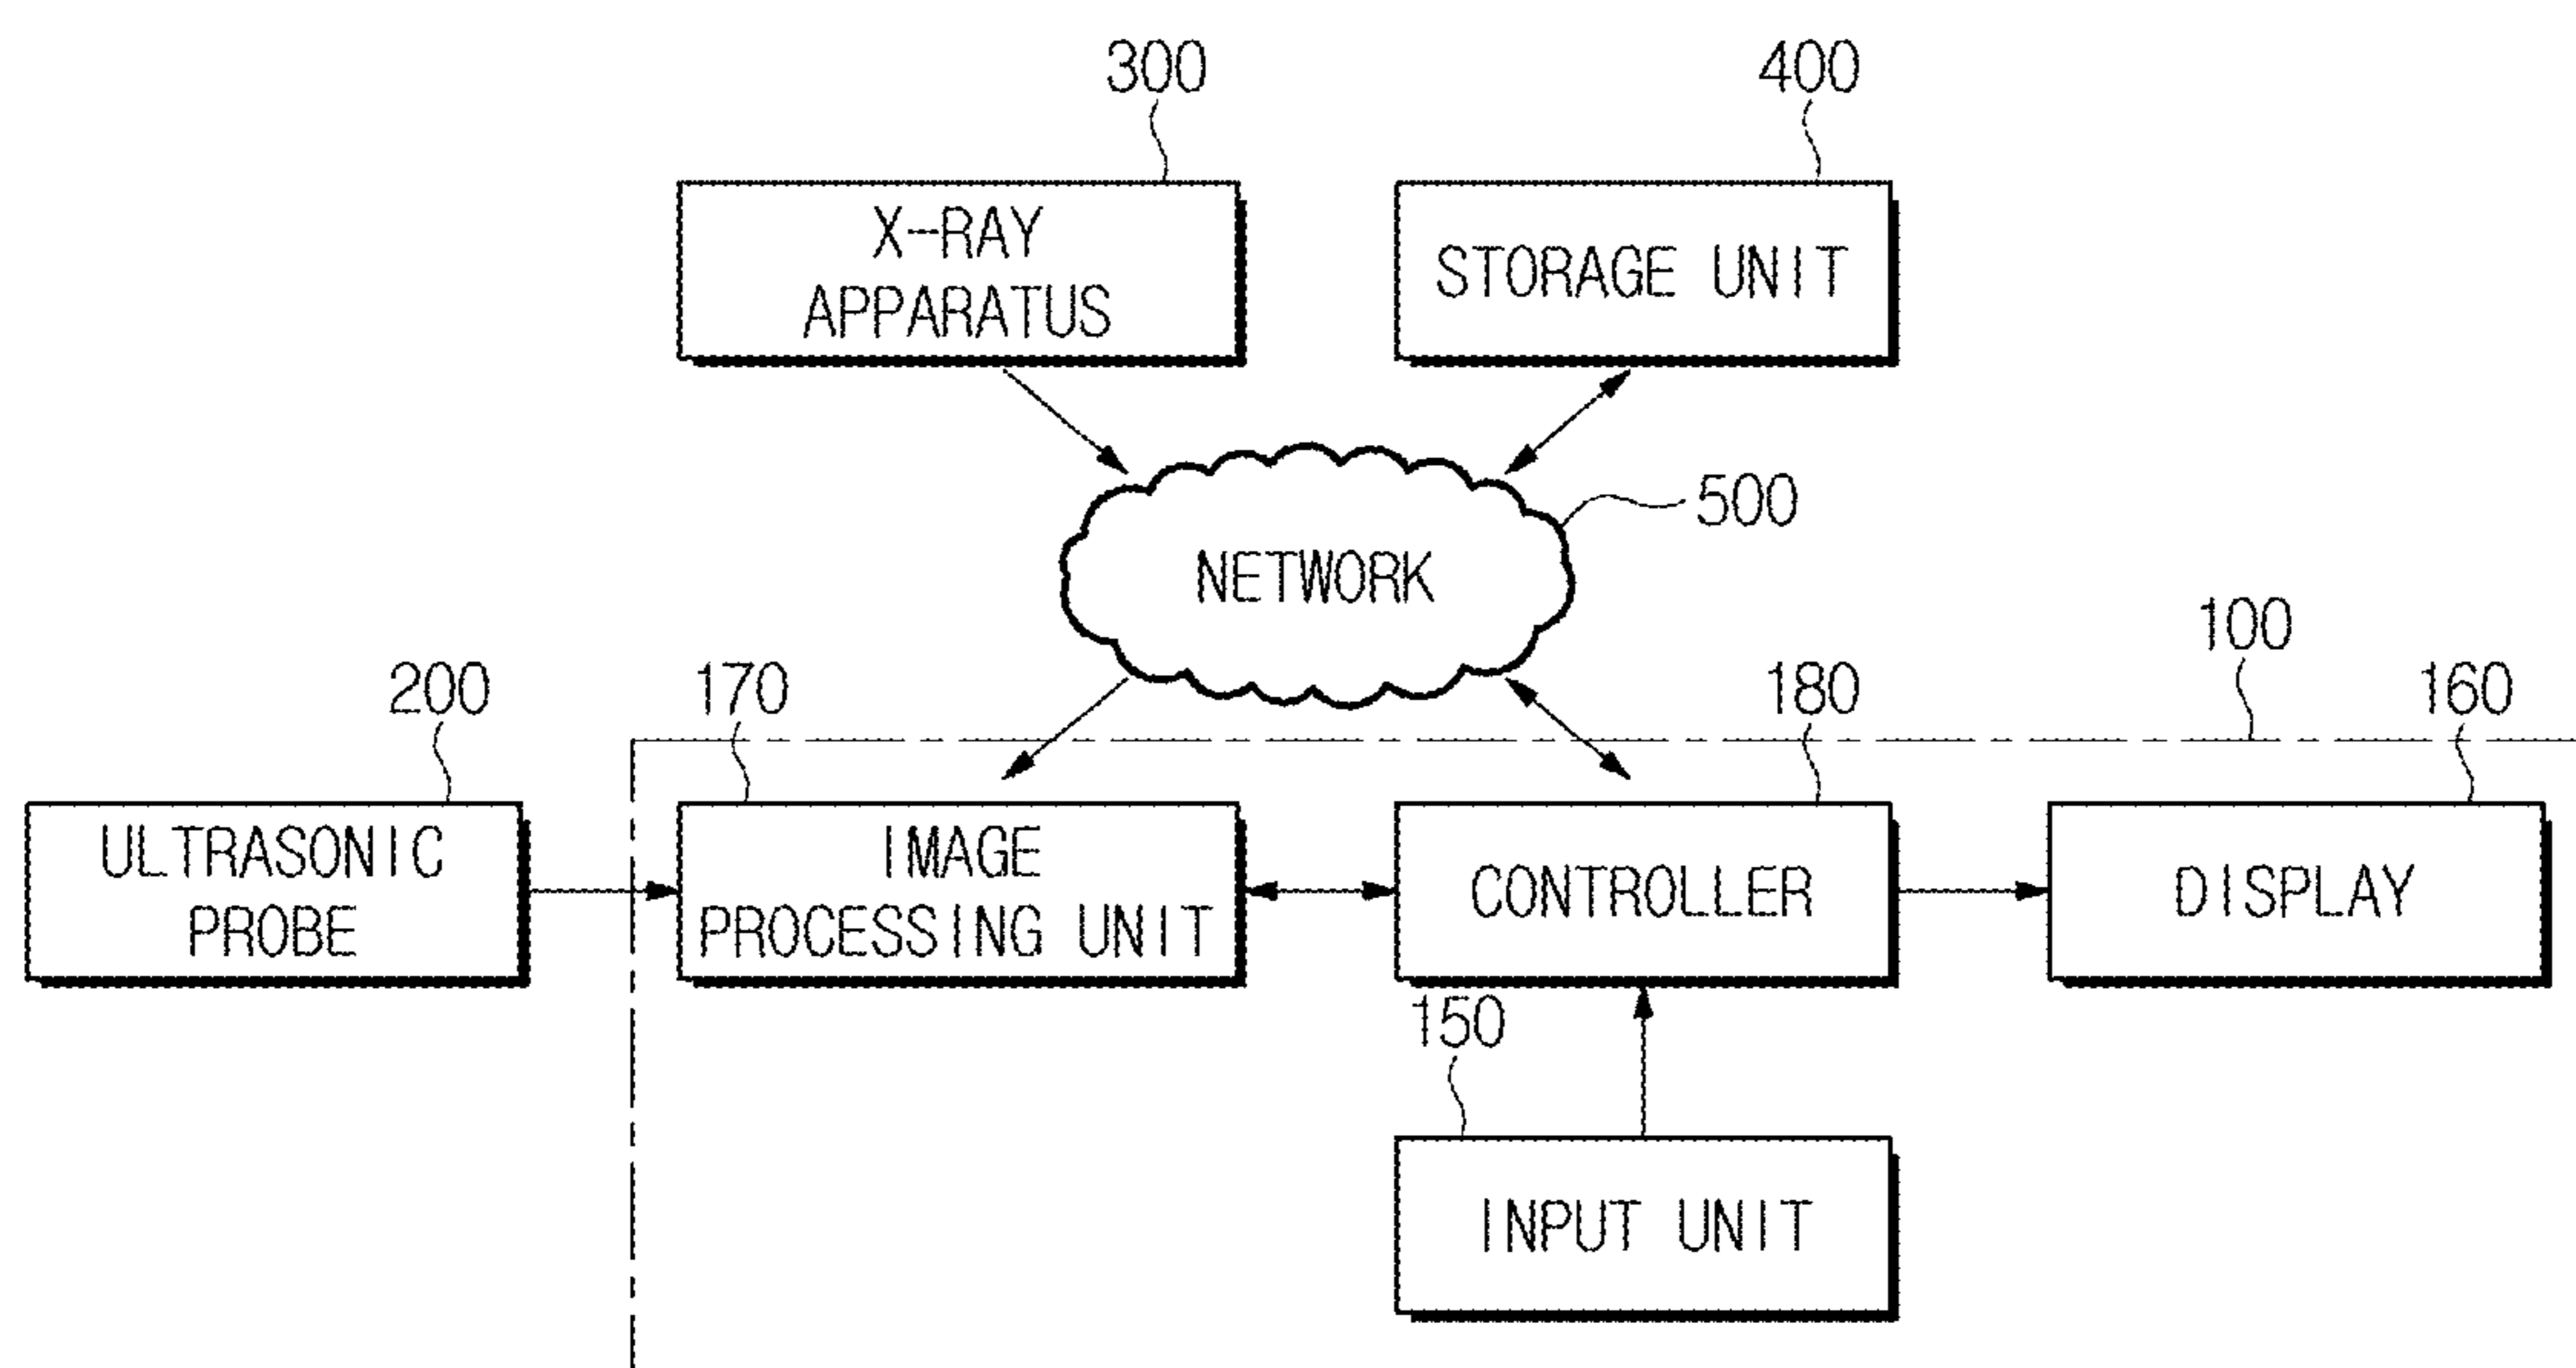 300
400
X-RAY
APPARATUS
STORAGE UNIT
500
NETWORK
100
200
170
180
160
ULTRASONIC
PROBE
IMAGE
PROCESSING UNIT
CONTROLLER
DISPLAY
150
INPUT UNIT